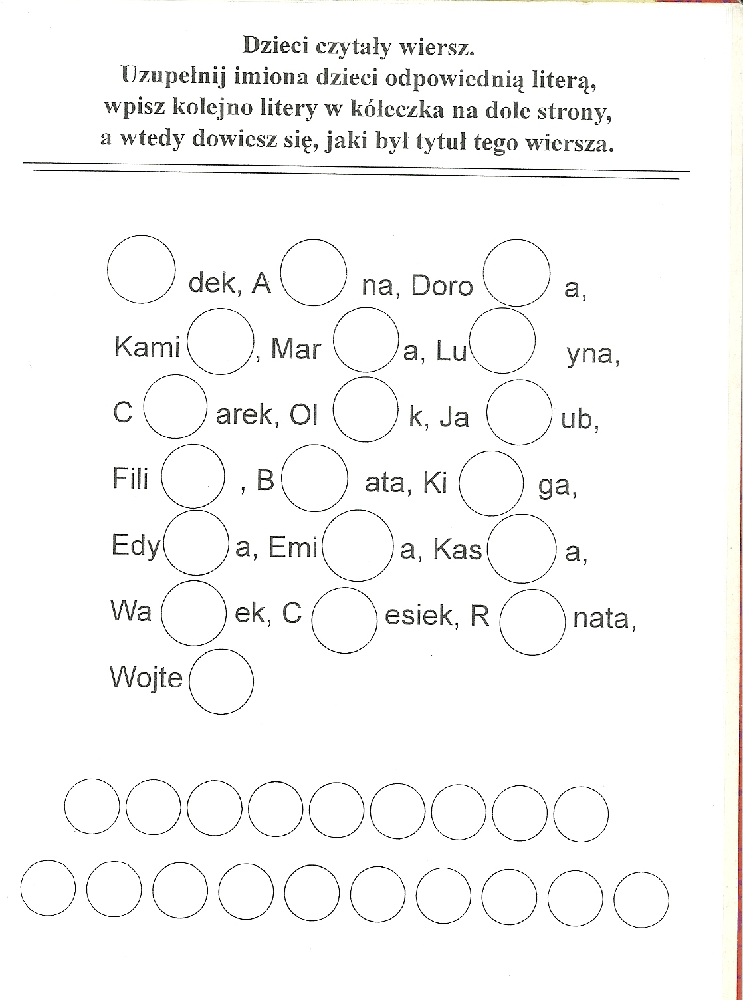 Dzieci czytały wiersz.
Uzupełnij imiona dzieci odpowiednią literą,
wpisz kolejno litery w kółeczka na dole strony,
a wtedy dowiesz się, jaki był tytuł tego wiersza.
dek, A na, Doro a,
Kami , Mar a, Lu yna,
C arek, Ol k, Ja ub,
Fili , B ata, Ki ga,
Edy a, Emi a, Kas a,
Wa ek, C esiek, R nata,
Wojte